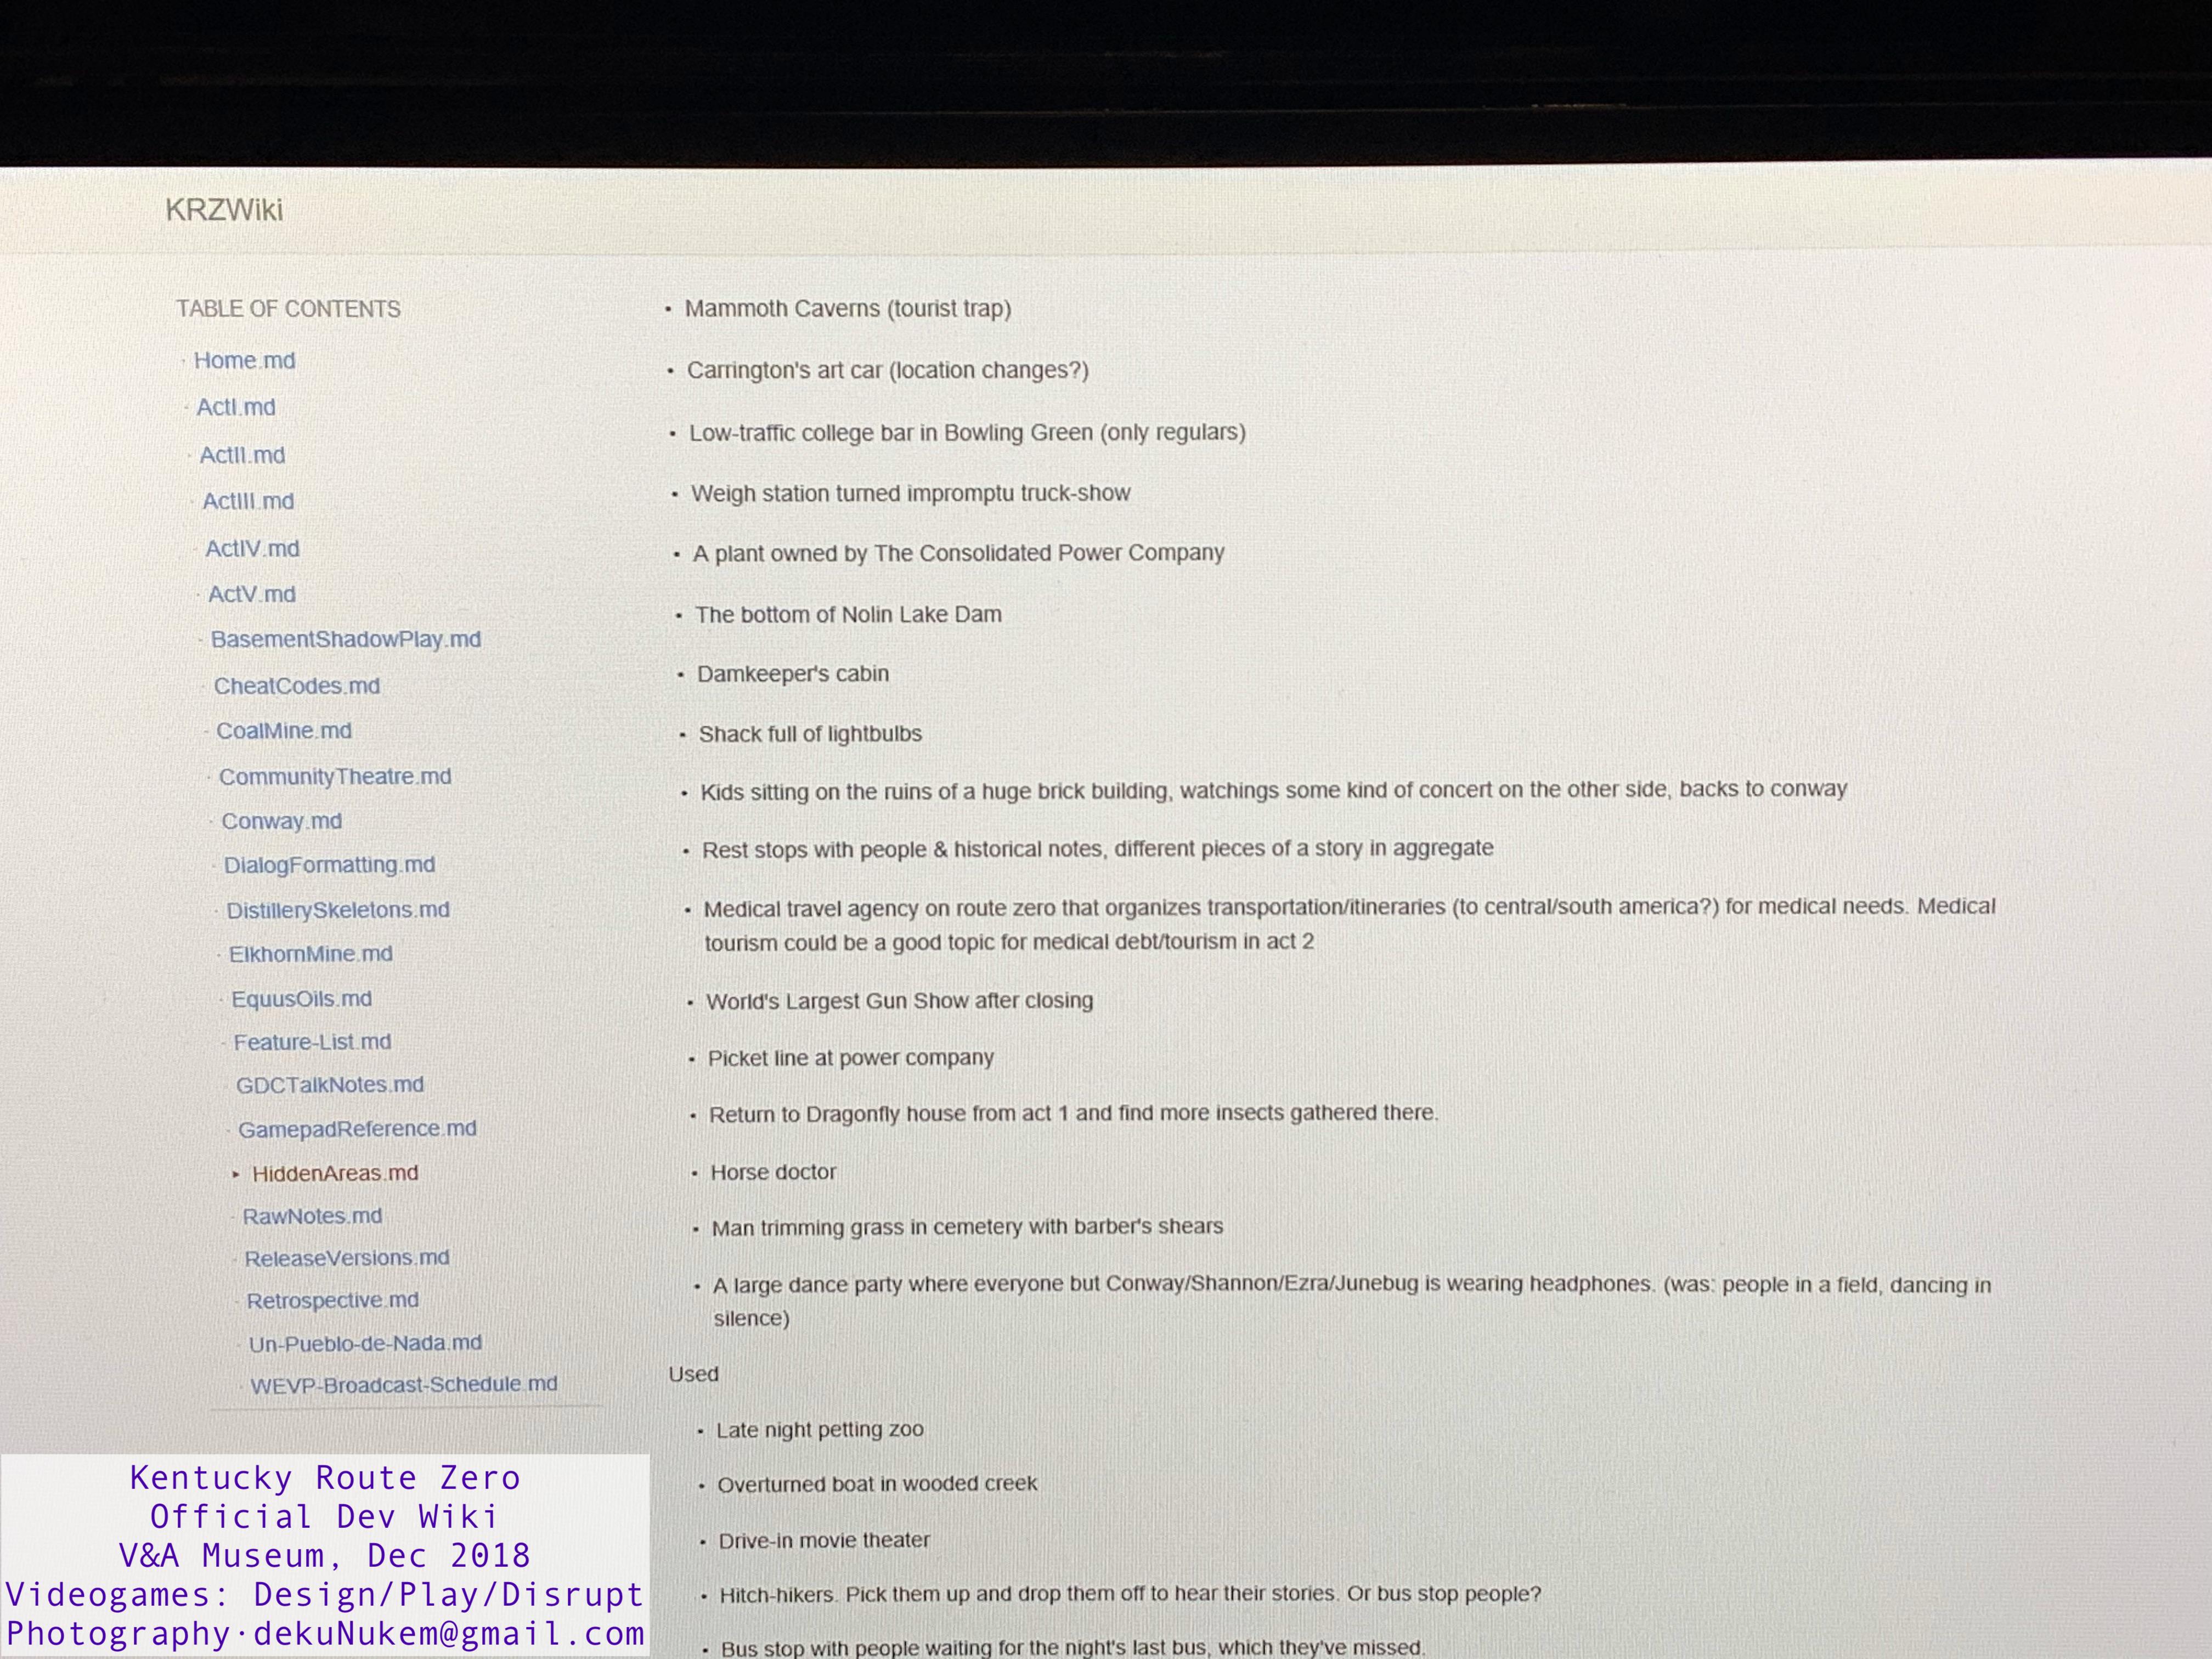 KRZWiki
TABLE OF CONTENTS
Home.md
ActI.md
ActII.md
ActIII.md
ActIV.md
ActV.md
BasementShadowPlay.md
CheatCodes.md
CoalMine.md
CommunityTheatre.md
Conway.md
DialogFormatting.md
DistillerySkeletons.md
ElkhornMine.md
EquusOils.md
Feature-List.md
GDCTalkNotes.md
GamepadReference.md
HiddenAreas.md
RawNotes.md
ReleaseVersions.md
Retrospective.md
Un-Pueblo-de-Nada.md
WEVP-Broadcast-Schedule.md
• Mammoth Caverns (tourist trap)
• Carrington's art car (location changes?)
• Low-traffic college bar in Bowling Green (only regulars)
• Weigh station turned impromptu truck-show
• A plant owned by The Consolidated Power Company
• The bottom of Nolin Lake Dam
• Damkeeper's cabin
• Shack full of lightbulbs
• Kids sitting on the ruins of a huge brick building, watchings some kind of concert on the other side, backs to conway
• Rest stops with people & historical notes, different pieces of a story in aggregate
• Medical travel agency on route zero that organizes transportation/itineraries (to central/south america?) for medical needs. Medical
tourism could be a good topic for medical debt/tourism in act 2
• World's Largest Gun Show after closing
• Picket line at power company
• Return to Dragonfly house from act 1 and find more insects gathered there.
• Horse doctor
• Man trimming grass in cemetery with barber's shears
• A large dance party where everyone but Conway/Shannon/Ezra/Junebug is wearing headphones. (was: people in a field, dancing in
silence)
Used
• Late night petting zoo
• Overturned boat in wooded creek
• Drive-in movie theater
• Hitch-hikers. Pick them up and drop them off to hear their stories. Or bus stop people?
• Bus stop with people waiting for the night's last bus, which they've missed.
Kentucky Route Zero
Official Dev Wiki
V&A Museum, Dec 2018
Videogames: Design/Play/Disrupt
Photography·dekuNukem@gmail.com